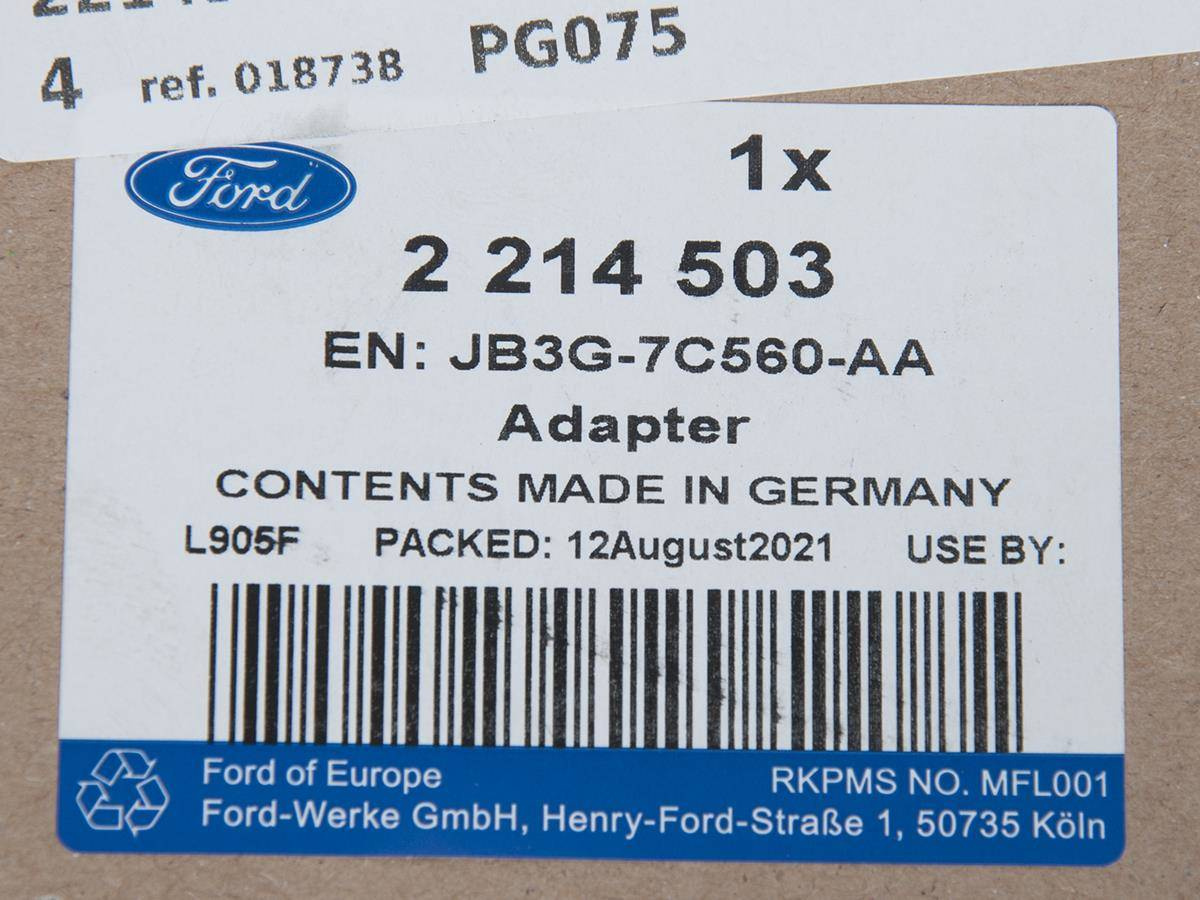 4 ref. 018738 PG075
Ford
1x
2 214 503
EN: JB3G-7C560-AA
Adapter
CONTENTS MADE IN GERMANY
L905F PACKED: 12August2021 USE BY:
Ford of Europe RKPMS NO. MFL001
Ford-Werke GmbH, Henry-Ford-Straße 1, 50735 Köln